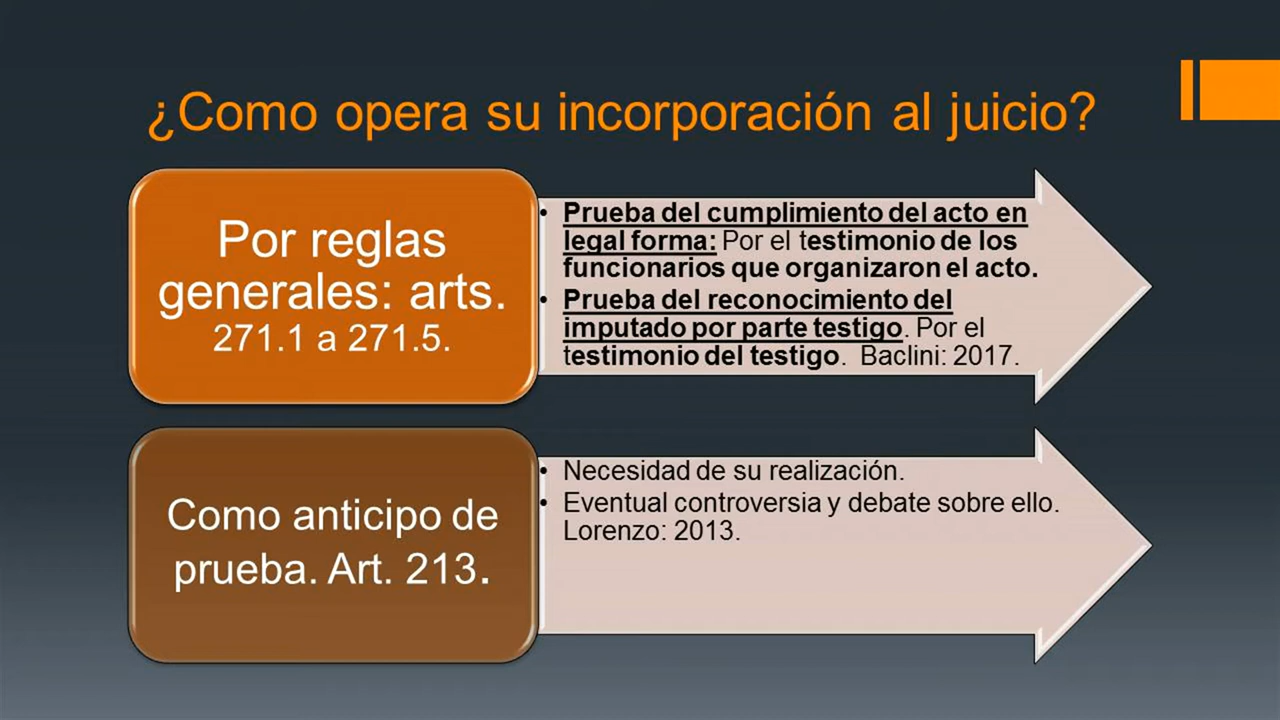 ¿Como opera su incorporación al juicio?
Por reglas
generales: arts.
271.1 a 271.5.
• Prueba del cumplimiento del acto en
legal forma: Por el testimonio de los
funcionarios que organizaron el acto.
• Prueba del reconocimiento del
imputado por parte testigo. Por el
testimonio del testigo. Baclini: 2017.
Como anticipo de
prueba. Art. 213.
• Necesidad de su realización.
• Eventual controversia y debate sobre ello.
Lorenzo: 2013.